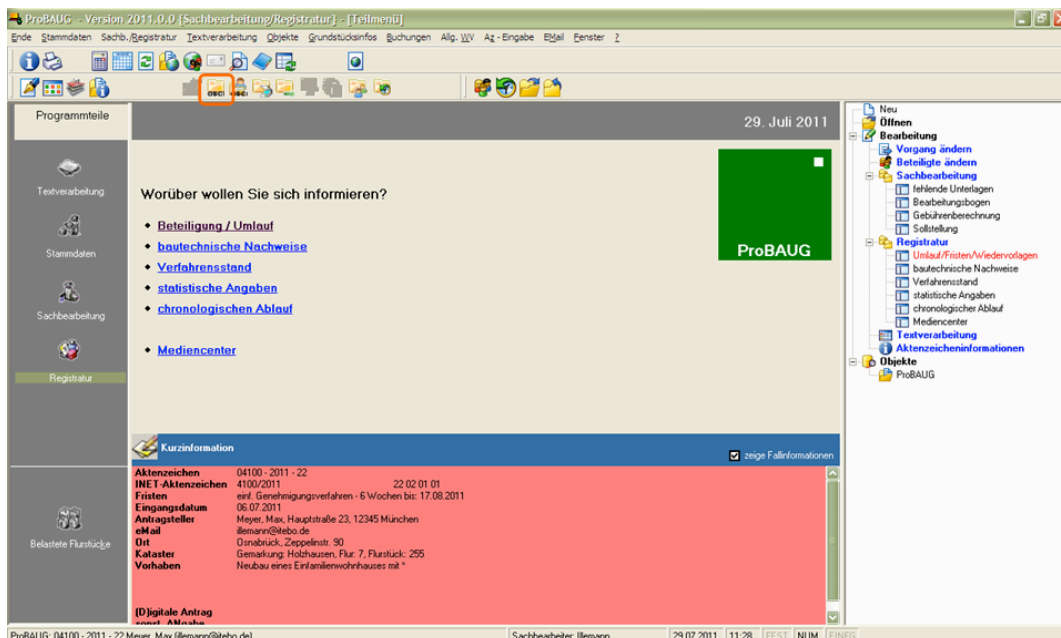 ProBAUG - Version 2011.0.0 {Sachbearbeitung/Registratur} - [Teilmenü]
Ende Stammdaten Sachb./Registratur Textverarbeitung Objekte Grundstücksinfos Buchungen Allg. WV Az-Eingabe EMail Fenster ?
OSCI OSCI
Programmteile
29. Juli 2011
Textverarbeitung
Stammdaten
Sachbearbeitung
Registratur
Belastete Flurstücke
Worüber wollen Sie sich informieren?
Beteiligung / Umlauf
bautechnische Nachweise
Verfahrensstand
statistische Angaben
chronologischen Ablauf
Mediencenter
ProBAUG
Neu
Öffnen
Bearbeitung
Vorgang ändern
Beteiligte ändern
Sachbearbeitung
fehlende Unterlagen
Bearbeitungsbogen
Gebührenberechnung
Sollstellung
Registratur
Umlauf/Fristen/Wiedervorlagen
bautechnische Nachweise
Verfahrensstand
statistische Angaben
chronologischer Ablauf
Mediencenter
Textverarbeitung
Aktenzeicheninformationen
Objekte
ProBAUG
Kurzinformation
zeige Fallinformationen
Aktenzeichen 04100 - 2011 - 22
INET-Aktenzeichen 4100/2011 22 02 01 01
Fristen einf. Genehmigungsverfahren - 6 Wochen bis: 17.08.2011
Eingangsdatum 06.07.2011
Antragsteller Meyer, Max, Hauptstraße 23, 12345 München
eMail illemann@itebo.de
Ort Osnabrück, Zeppelinstr. 90
Kataster Gemarkung: Holzhausen, Flur: 7, Flurstück: 255
Vorhaben Neubau eines Einfamilienwohnhauses mit *
(D)igitale Antrag
sonst. ANgabe
ProBAUG: 04100 - 2011 - 22 Meyer, Max (illemann@itebo.de) Sachbearbeiter: Illemann 29.07.2011 11:28 FEST NUM EINFG